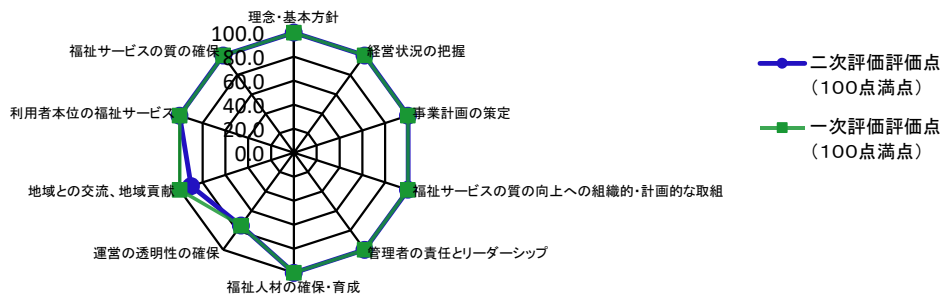 理念・基本方針
経営状況の把握
事業計画の策定
福祉サービスの質の向上への組織的・計画的な取組
管理者の責任とリーダーシップ
福祉人材の確保・育成
運営の透明性の確保
地域との交流、地域貢献
利用者本位の福祉サービス
福祉サービスの質の確保
100.0
80.0
60.0
40.0
20.0
0.0
二次評価評価点
(100点満点)
一次評価評価点
(100点満点)